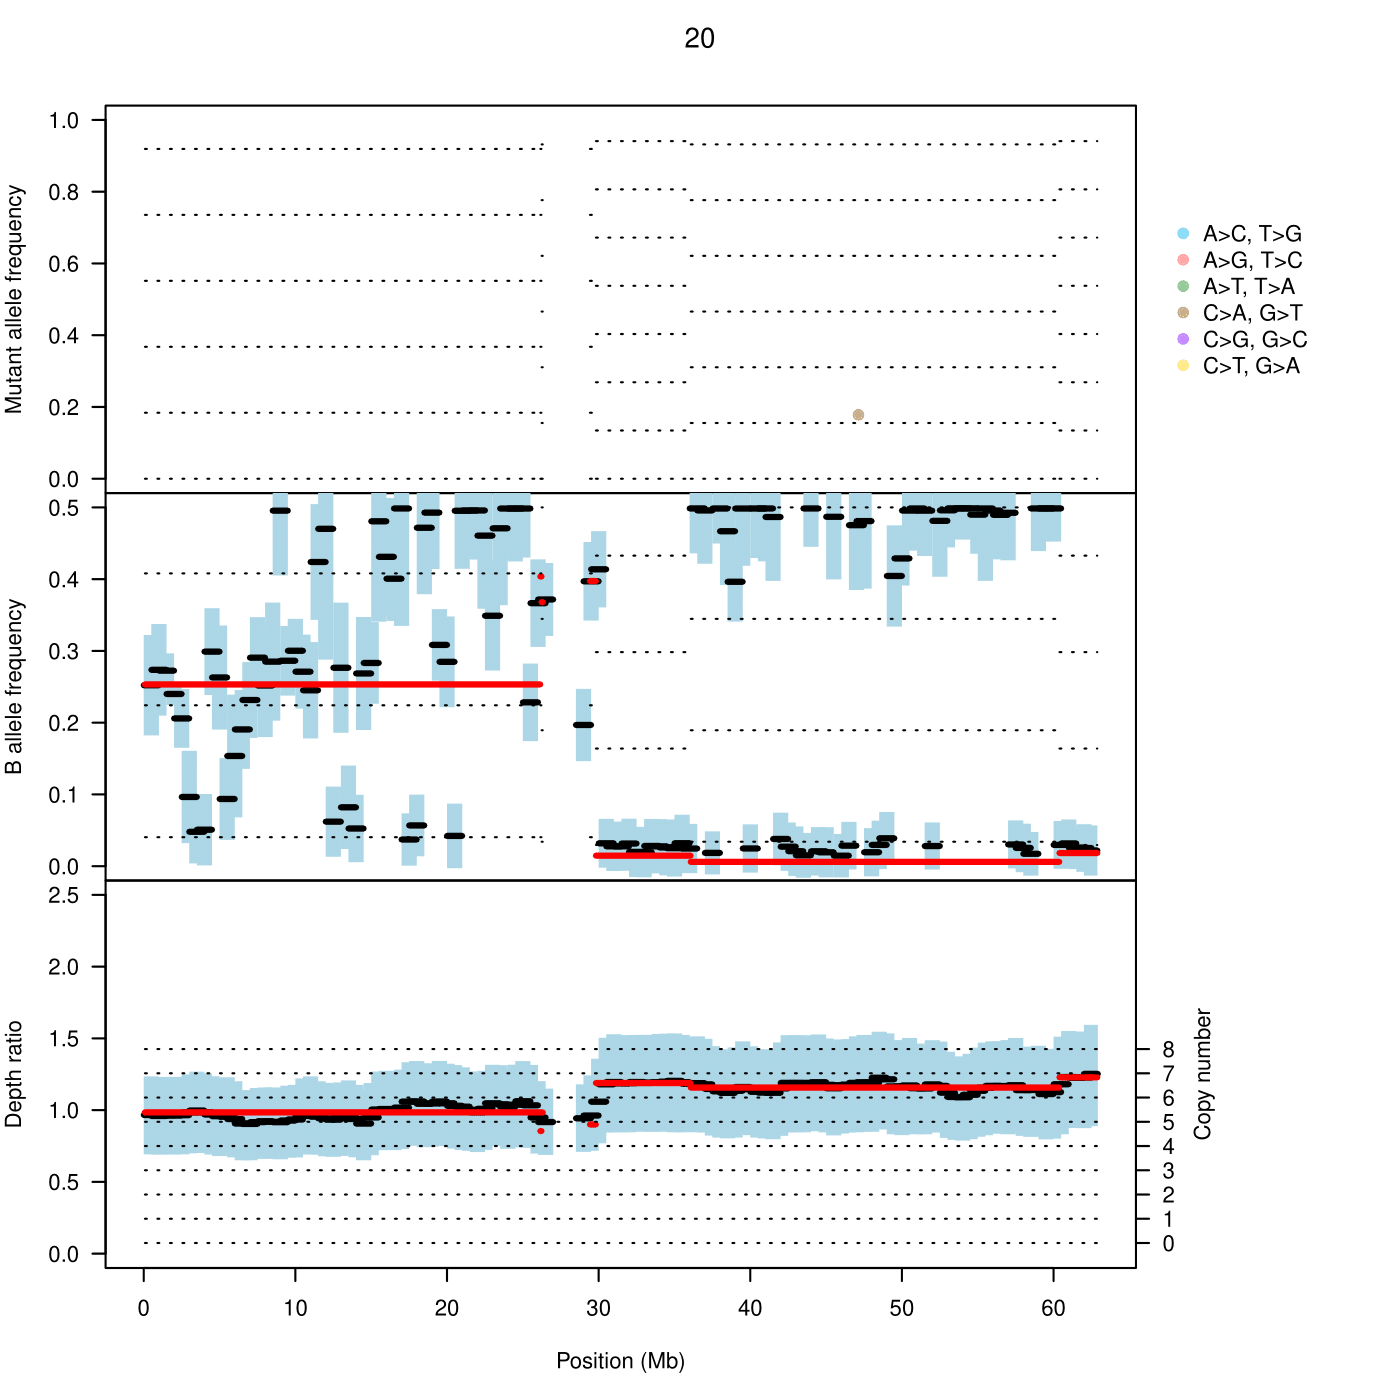 20
Mutant allele frequency
1.0
0.8
0.6
0.4
0.2
0.0
A>C, T>G
A>G, T>C
A>T, T>A
C>A, G>T
C>G, G>C
C>T, G>A
B allele frequency
0.5
0.4
0.3
0.2
0.1
0.0
Depth ratio
2.5
2.0
1.5
1.0
0.5
0.0
8
7
6
5
4
3
2
1
0
Copy number
0 10 20 30 40 50 60
Position (Mb)